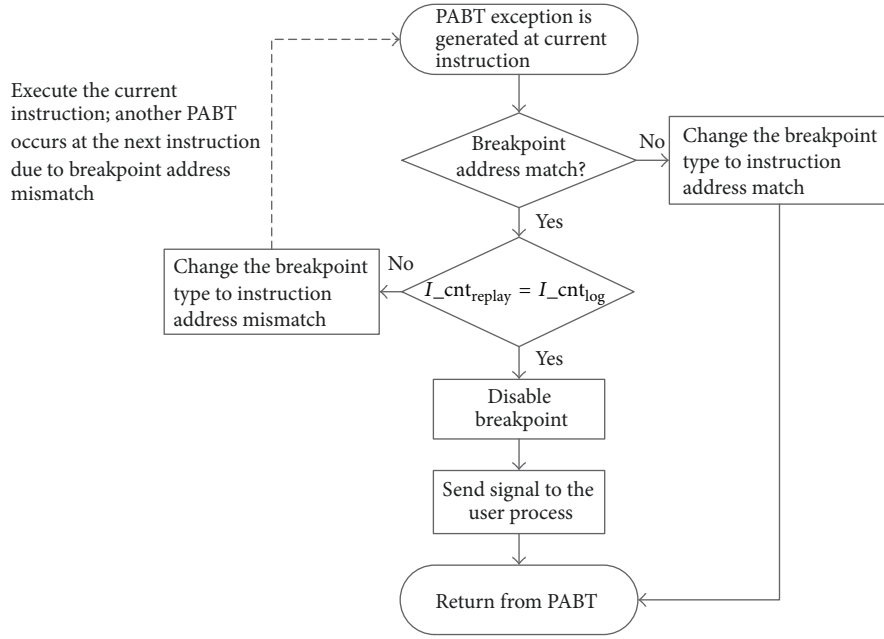 PABT exception is
generated at current
instruction
Execute the current
instruction; another PABT
occurs at the next instruction
due to breakpoint address
mismatch
Breakpoint
address match?
No
Change the breakpoint
type to instruction
address match
Yes
Change the breakpoint
type to instruction
address mismatch
No
I_cnt_replay = I_cnt_log
Yes
Disable
breakpoint
Send signal to the
user process
Return from PABT